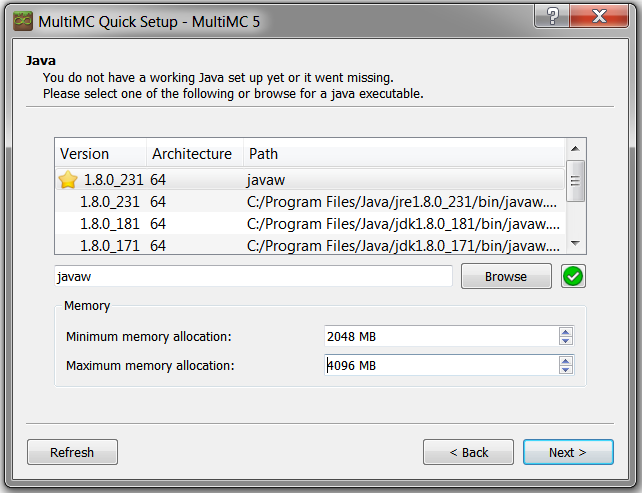 MultiMC Quick Setup - MultiMC 5
?
X
Java
You do not have a working Java set up yet or it went missing.
Please select one of the following or browse for a java executable.
Version Architecture Path
1.8.0_231 64 javaw
1.8.0_231 64 C:/Program Files/Java/jre1.8.0_231/bin/javaw....
1.8.0_181 64 C:/Program Files/Java/jdk1.8.0_181/bin/javaw....
1.8.0_171 64 C:/Program Files/Java/jdk1.8.0_171/bin/javaw....
javaw Browse
Memory
Minimum memory allocation: 2048 MB
Maximum memory allocation: 4096 MB
Refresh < Back Next >